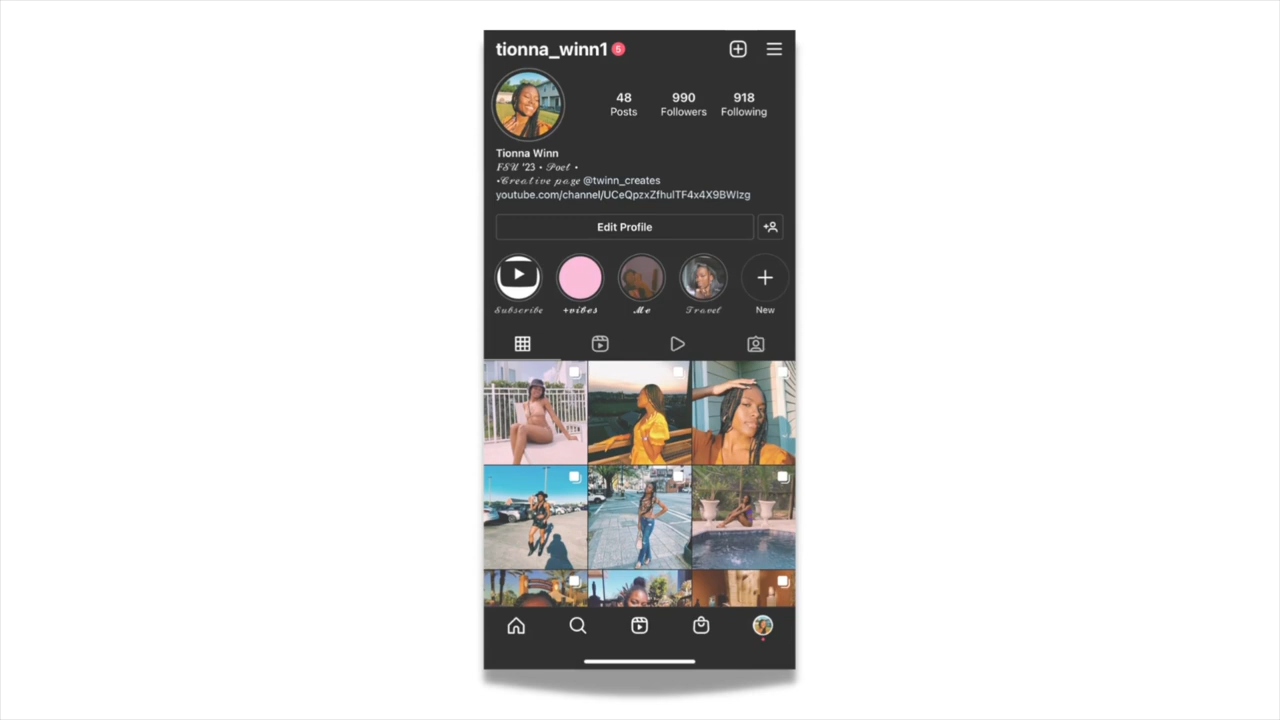 tionna_winn1 5
48 990 918
Posts Followers Following
Tionna Winn
FSU '23 • Poet •
•Creative page @twinn_creates
youtube.com/channel/UCeQpzxZfhulTF4x4X9BWIzg
Edit Profile
Subscribe +vibes Me Travel New